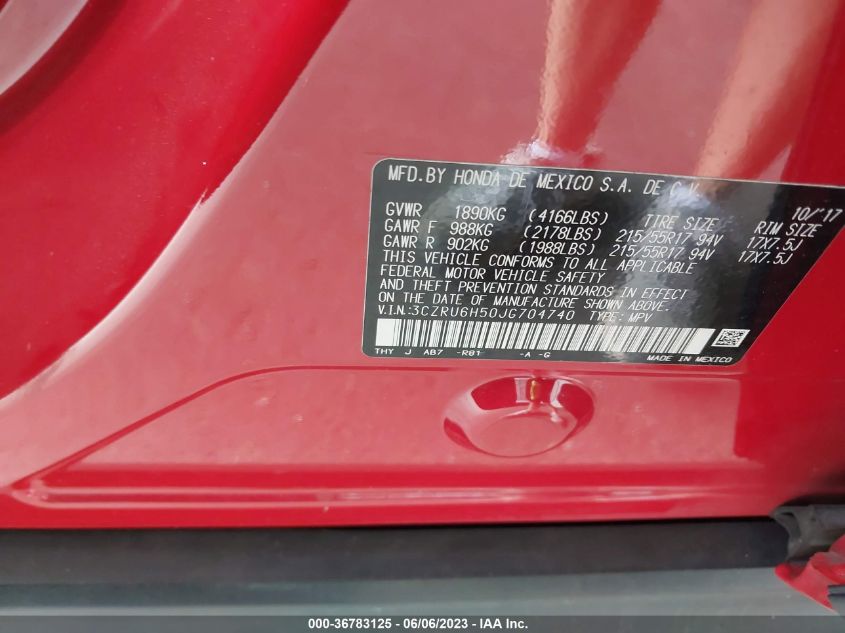 MFD. BY HONDA DE MEXICO S.A. DE C.V.
10/'17
GVWR 1890KG (4166LBS) TIRE SIZE RIM SIZE
GAWR F 988KG (2178LBS) 215/55R17 94V 17X7.5J
GAWR R 902KG (1988LBS) 215/55R17 94V 17X7.5J
THIS VEHICLE CONFORMS TO ALL APPLICABLE
FEDERAL MOTOR VEHICLE SAFETY
AND THEFT PREVENTION STANDARDS IN EFFECT
ON THE DATE OF MANUFACTURE SHOWN ABOVE.
V.I.N.:3CZRU6H50JG704740 TYPE: MPV
THY J AB7 -R81 -A -G MADE IN MEXICO
000-36783125 - 06/06/2023 - IAA Inc.